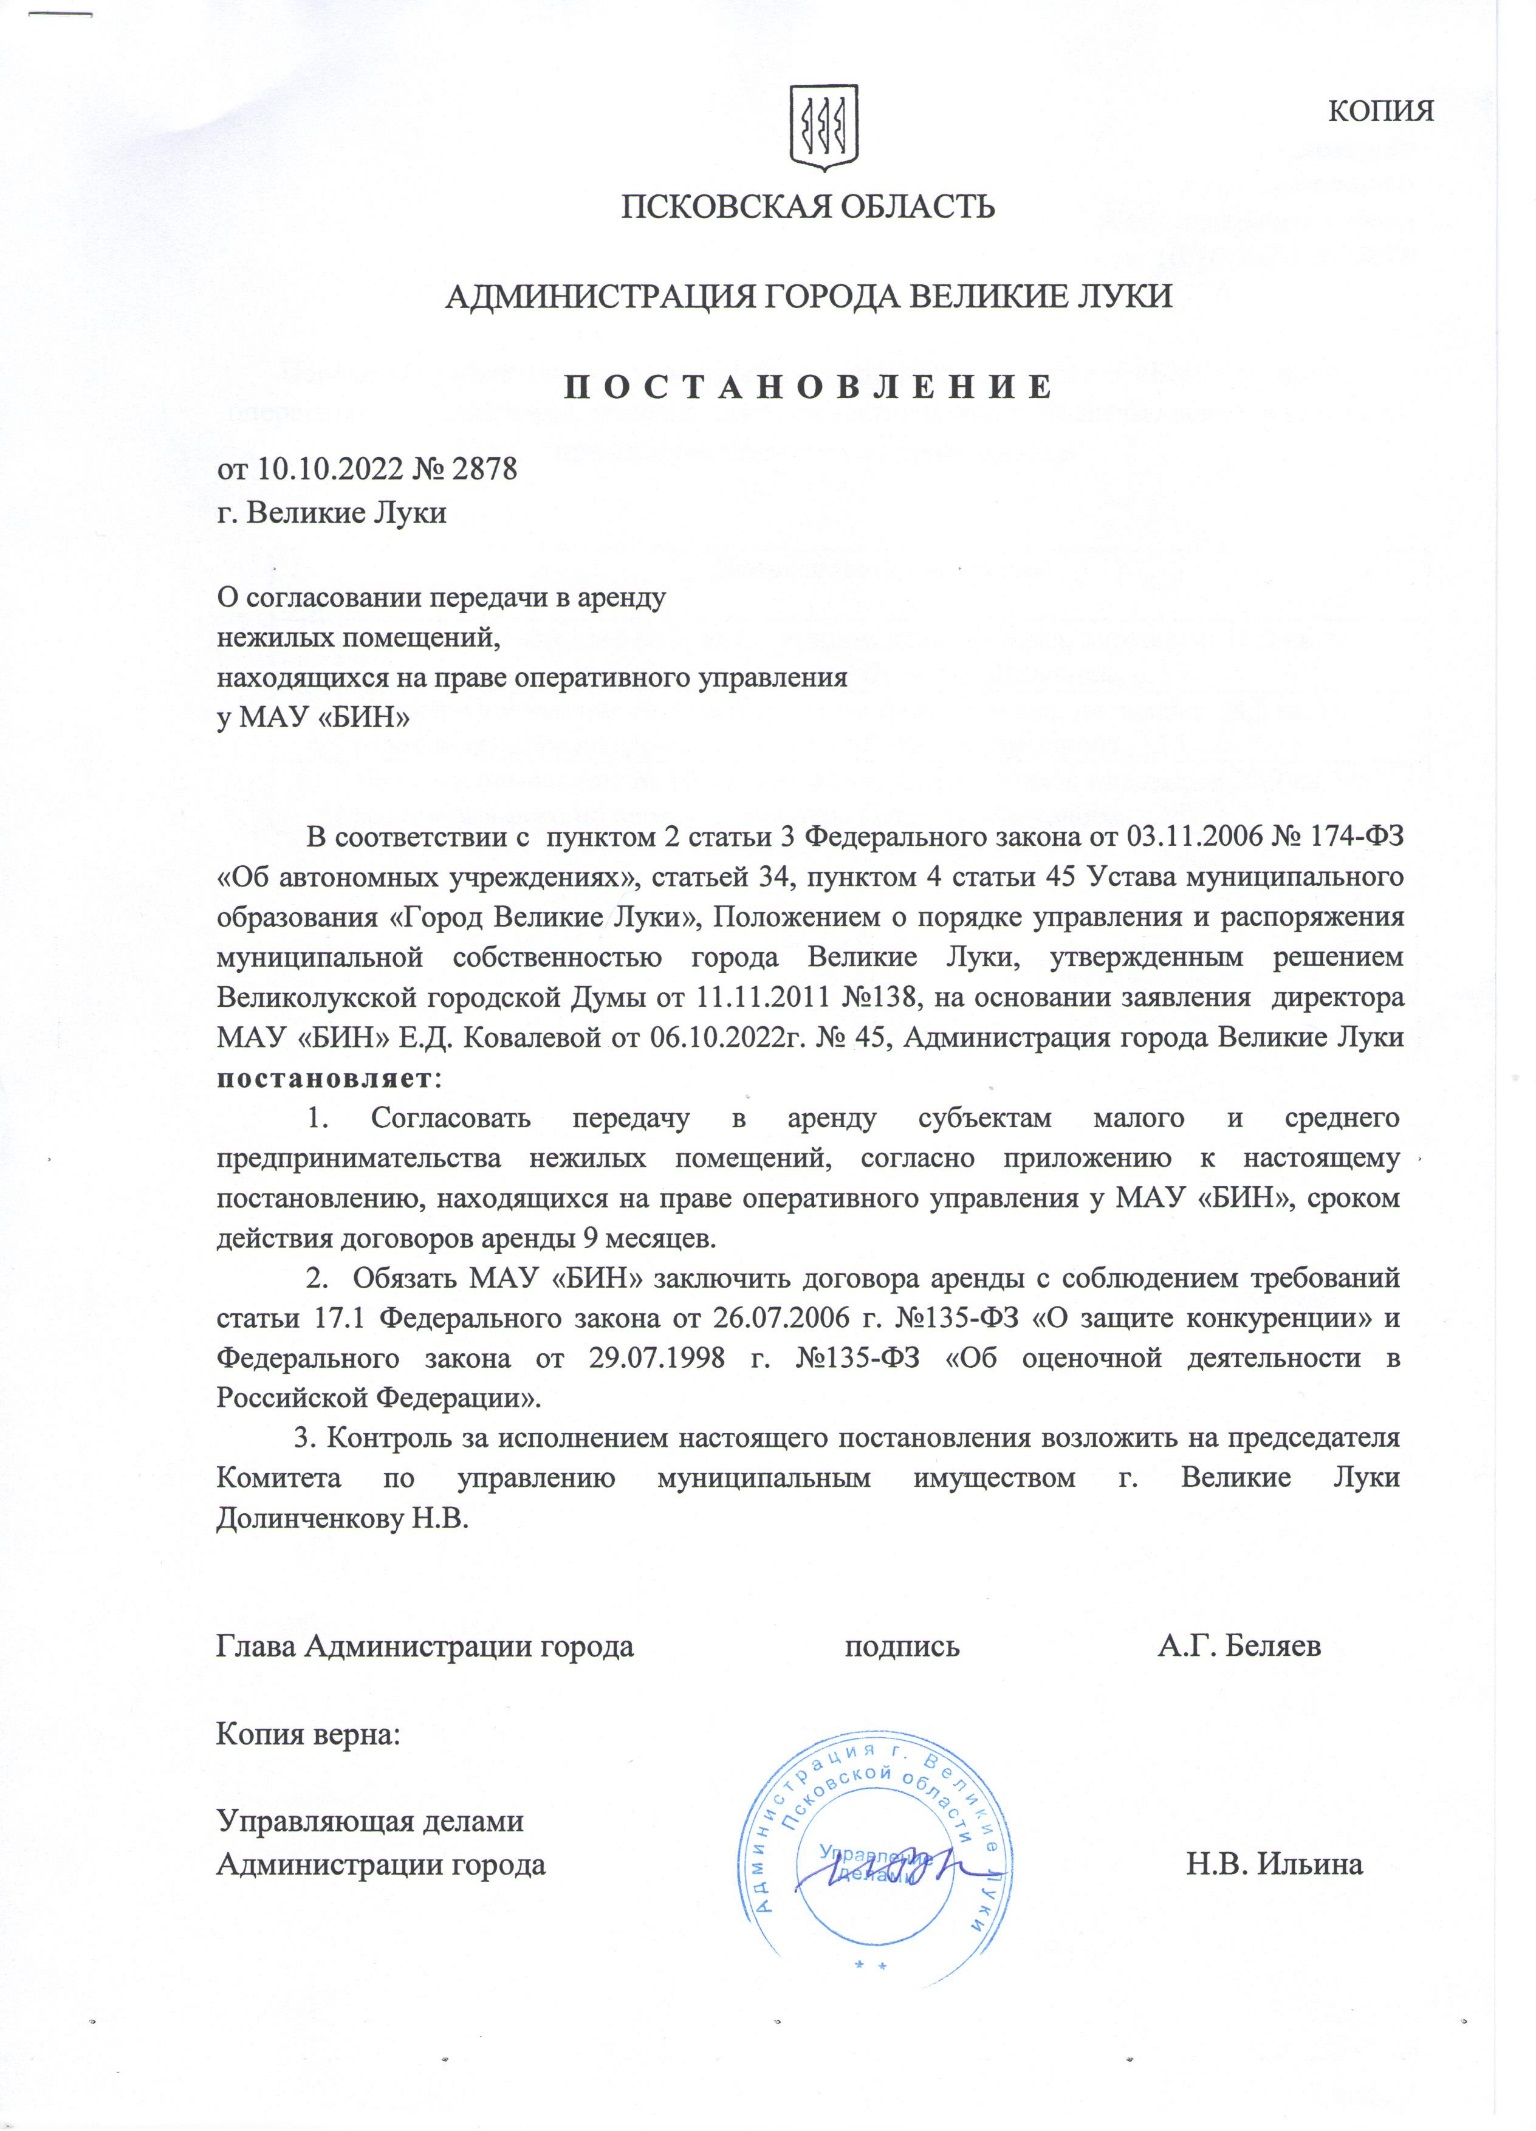 КОПИЯ
ПСКОВСКАЯ ОБЛАСТЬ
АДМИНИСТРАЦИЯ ГОРОДА ВЕЛИКИЕ ЛУКИ
ПОСТАНОВЛЕНИЕ
от 10.10.2022 № 2878
г. Великие Луки
О согласовании передачи в аренду
нежилых помещений,
находящихся на праве оперативного управления
у МАУ «БИН»
В соответствии с пунктом 2 статьи 3 Федерального закона от 03.11.2006 № 174-ФЗ
«Об автономных учреждениях», статьей 34, пунктом 4 статьи 45 Устава муниципального
образования «Город Великие Луки», Положением о порядке управления и распоряжения
муниципальной собственностью города Великие Луки, утвержденным решением
Великолукской городской Думы от 11.11.2011 №138, на основании заявления директора
МАУ «БИН» Е.Д. Ковалевой от 06.10.2022г. № 45, Администрация города Великие Луки
постановляет:
1. Согласовать передачу в аренду субъектам малого и среднего
предпринимательства нежилых помещений, согласно приложению к настоящему
постановлению, находящихся на праве оперативного управления у МАУ «БИН», сроком
действия договоров аренды 9 месяцев.
2. Обязать МАУ «БИН» заключить договора аренды с соблюдением требований
статьи 17.1 Федерального закона от 26.07.2006 г. №135-ФЗ «О защите конкуренции» и
Федерального закона от 29.07.1998 г. №135-ФЗ «Об оценочной деятельности в
Российской Федерации».
3. Контроль за исполнением настоящего постановления возложить на председателя
Комитета по управлению муниципальным имуществом г. Великие Луки
Долинченкову Н.В.
Глава Администрации города подпись А.Г. Беляев
Копия верна:
Управляющая делами
Администрации города Н.В. Ильина
Администрация г. Великие Луки
Псковской области
Управление
делами
* *